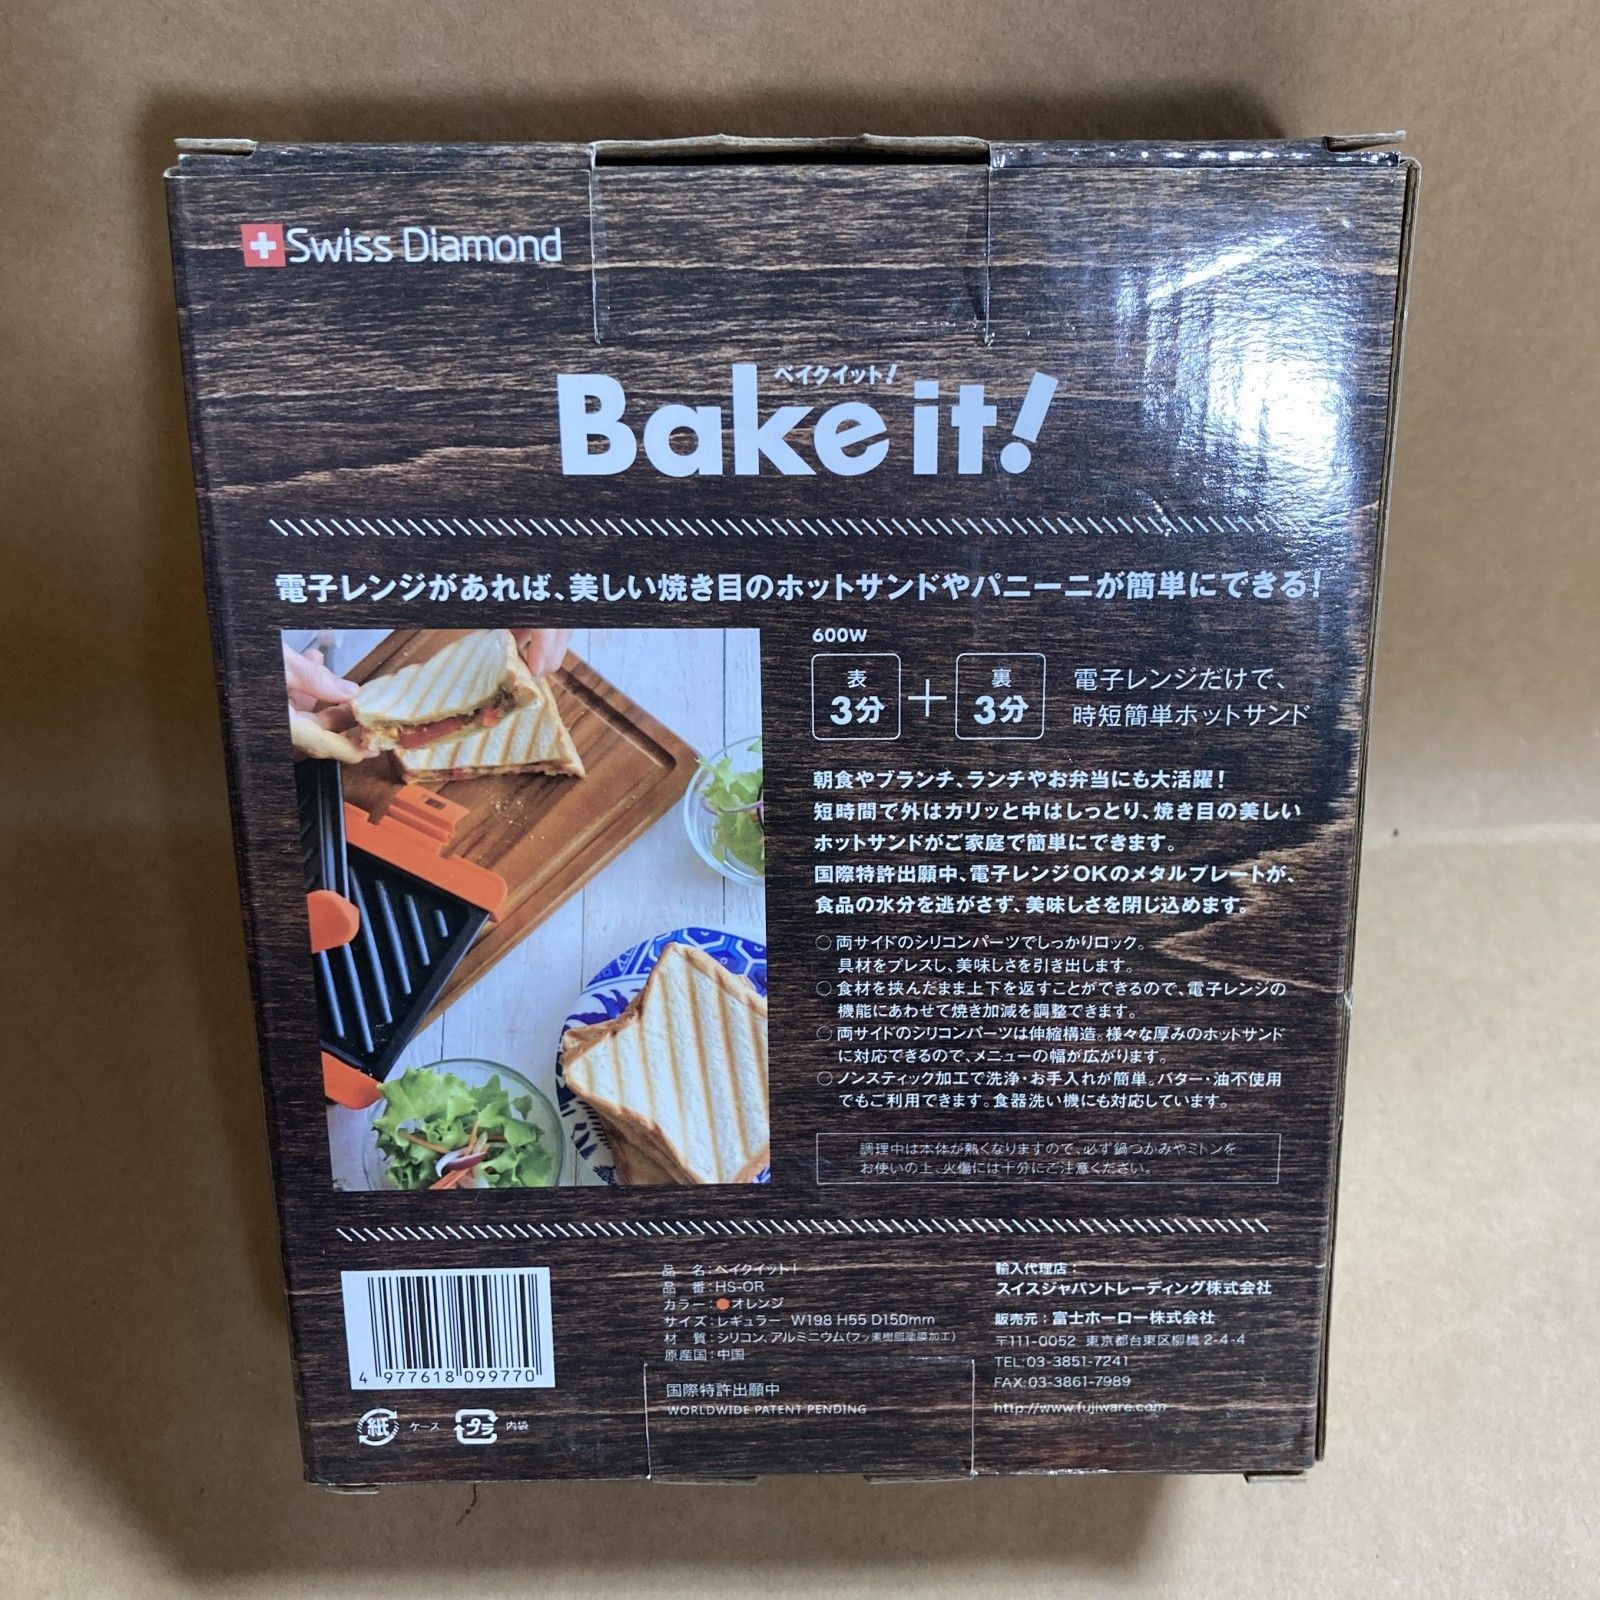 Swiss Diamond
ベイクイット!
Bake it!
電子レンジがあれば、美しい焼き目のホットサンドやパニーニが簡単にできる!
600W
表
3分
+
裏
3分
電子レンジだけで、
時短簡単ホットサンド
朝食やブランチ、ランチやお弁当にも大活躍!
短時間で外はカリッと中はしっとり、焼き目の美しい
ホットサンドがご家庭で簡単にできます。
国際特許出願中、電子レンジOKのメタルプレートが、
食品の水分を逃がさず、美味しさを閉じ込めます。
○両サイドのシリコンパーツでしっかりロック。
具材をプレスし、美味しさを引き出します。
○食材を挟んだまま上下を返すことができるので、電子レンジの
機能にあわせて焼き加減を調整できます。
○両サイドのシリコンパーツは伸縮構造。様々な厚みのホットサンド
に対応できるので、メニューの幅が広がります。
○ノンスティック加工で洗浄・お手入れが簡単。バター・油不使用
でもご利用できます。食器洗い機にも対応しています。
調理中は本体が熱くなりますので、必ず鍋つかみやミトンを
お使いの上、火傷には十分にご注意ください。
4 977618 099770
紙 ケース プラ 内袋
品 名:ベイクイット!
品 番:HS-OR
カラー:●オレンジ
サイズ:レギュラー W198 H55 D150mm
材 質:シリコン、アルミニウム(フッ素樹脂塗膜加工)
原産国:中国
国際特許出願中
WORLDWIDE PATENT PENDING
輸入代理店:
スイスジャパントレーディング株式会社
販売元:富士ホーロー株式会社
〒111-0052 東京都台東区柳橋 2-4-4
TEL:03-3851-7241
FAX:03-3861-7989
http://www.fujiware.com